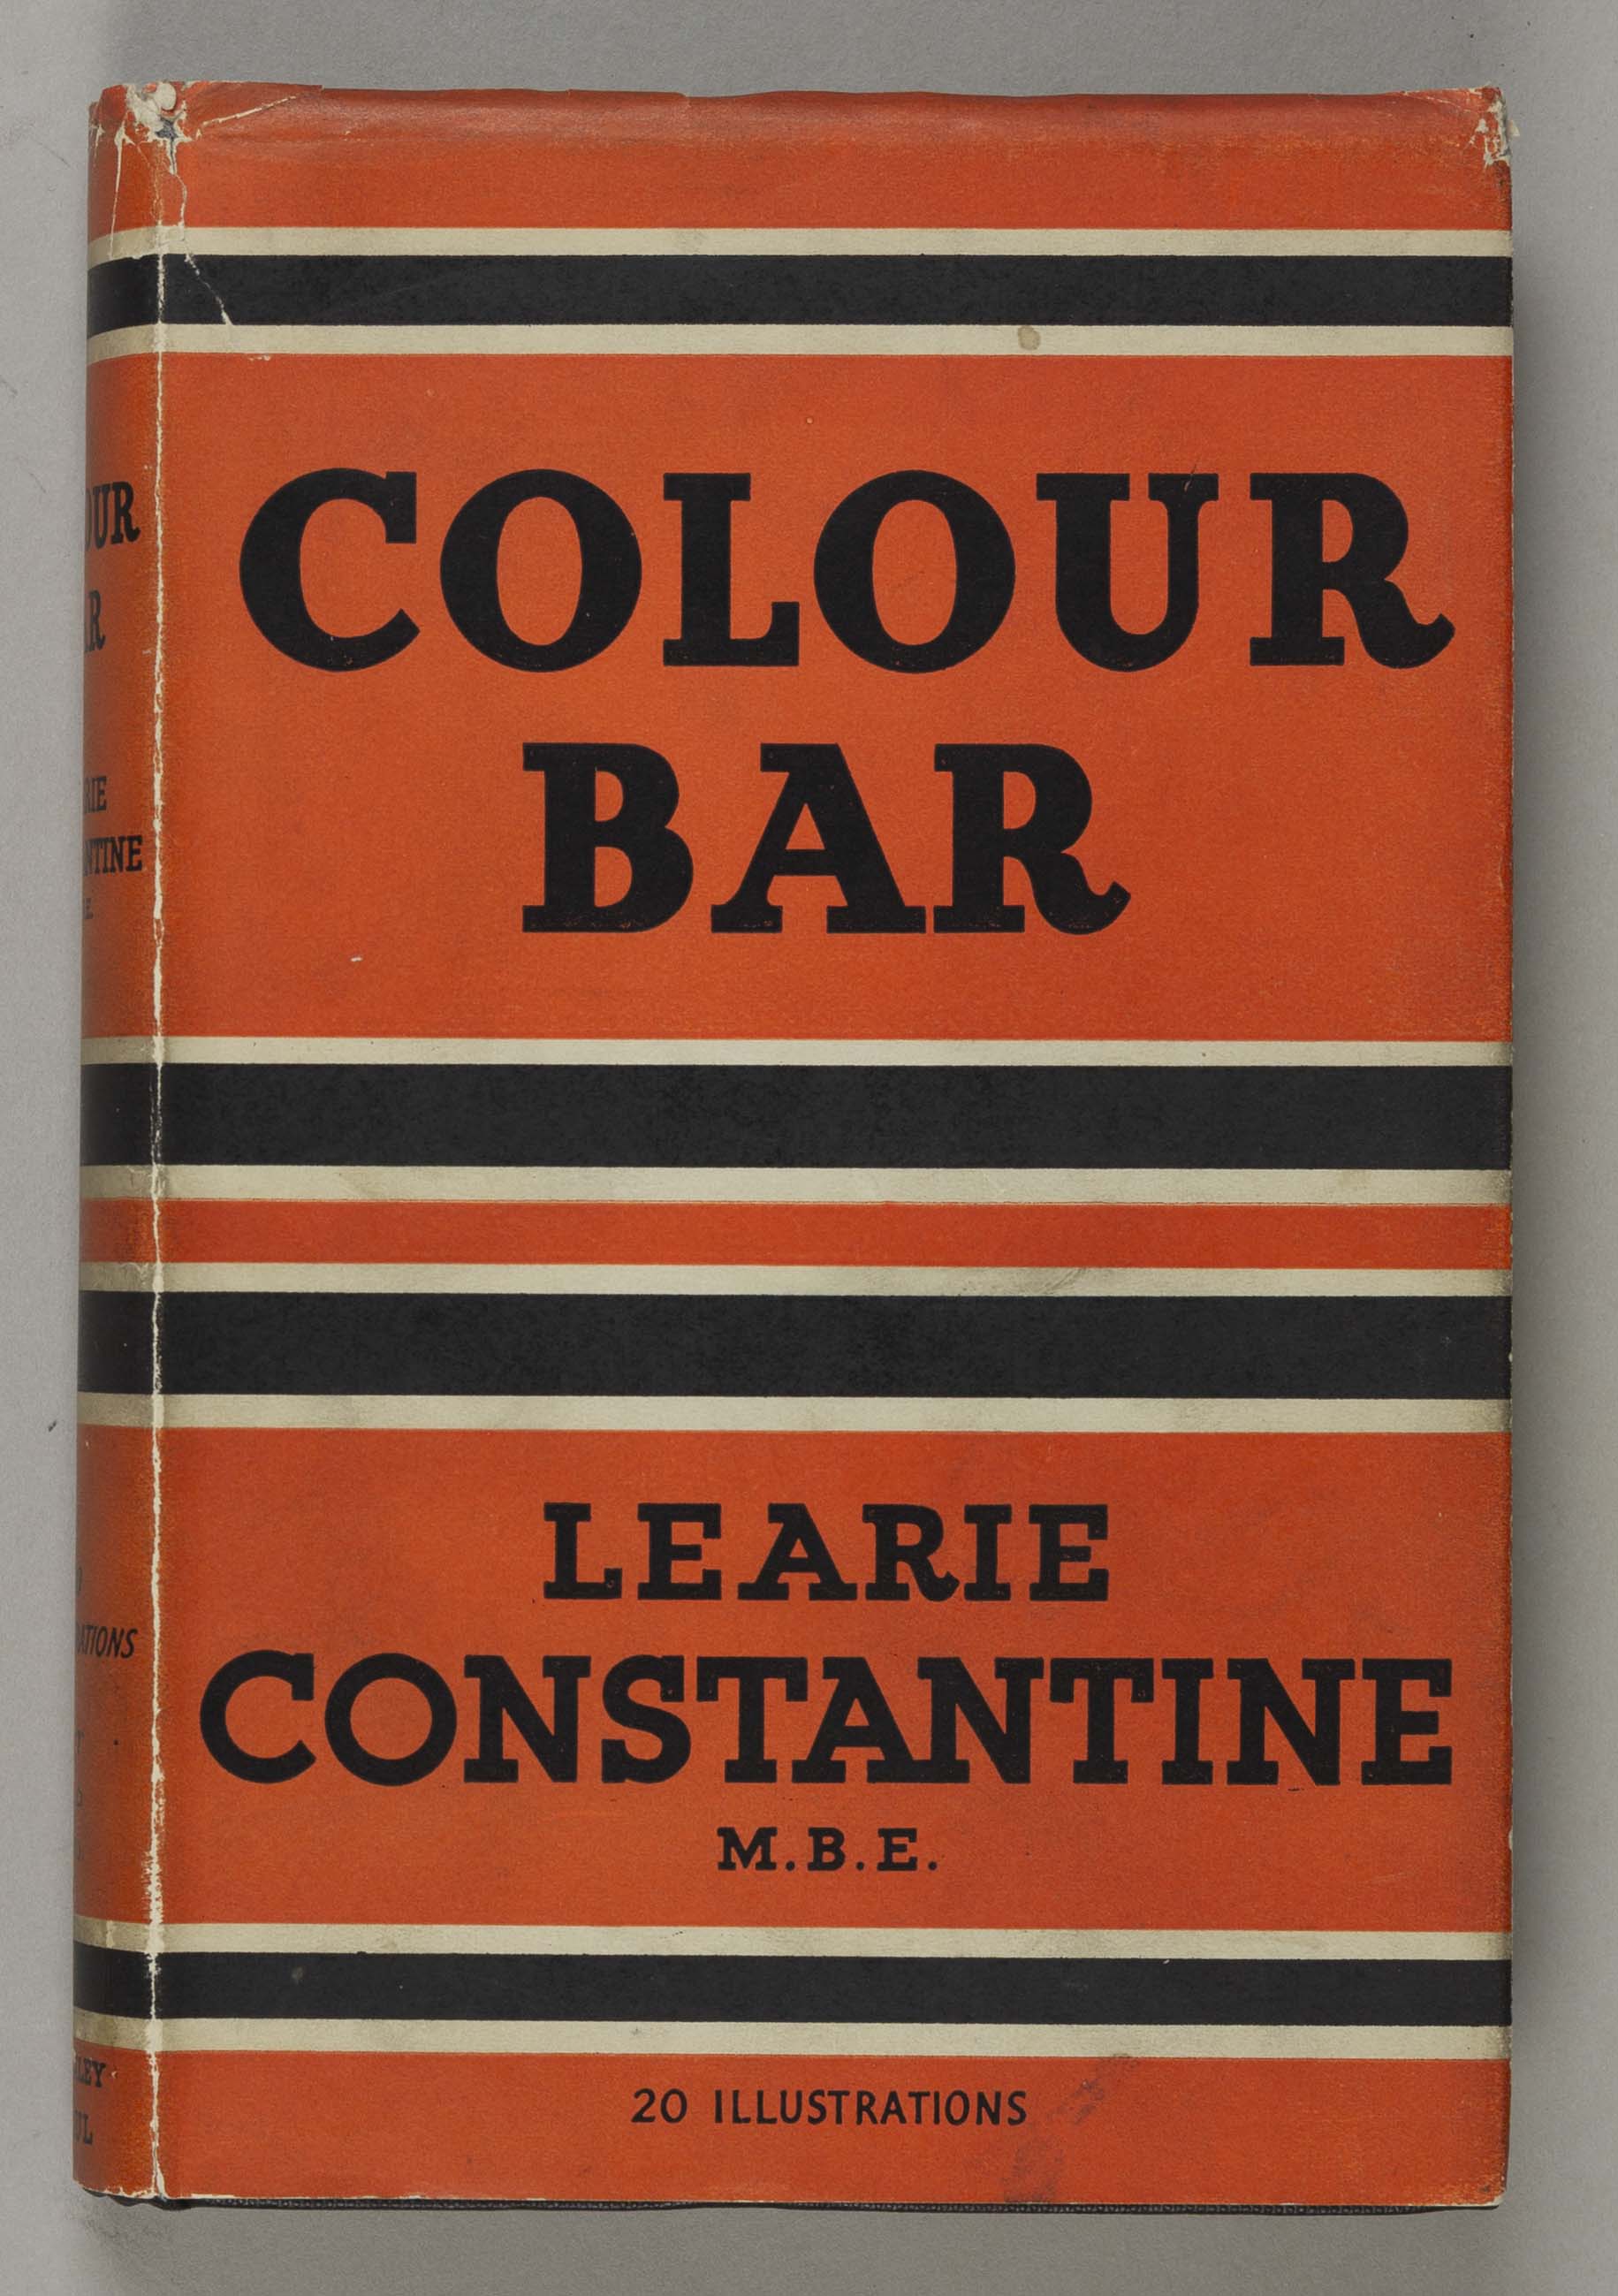 COLOUR
BAR
LEARIE
CONSTANTINE
M.B.E.
20 ILLUSTRATIONS